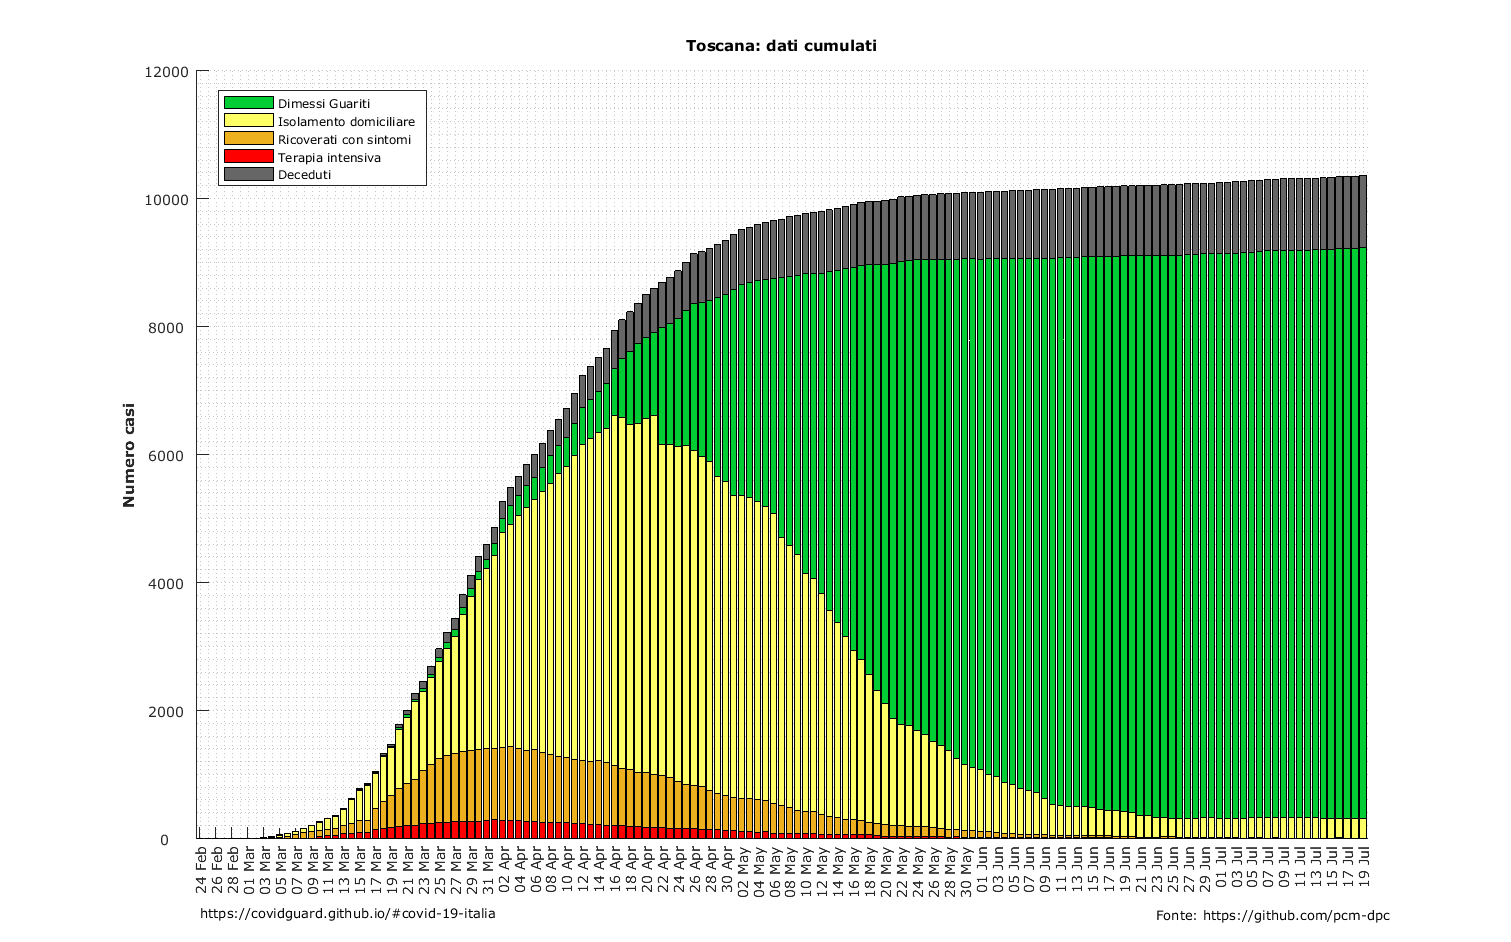 Toscana: dati cumulati
12000
10000
8000
6000
4000
2000
0
Numero casi
Dimessi Guariti
Isolamento domiciliare
Ricoverati con sintomi
Terapia intensiva
Deceduti
24 Feb
26 Feb
28 Feb
01 Mar
03 Mar
05 Mar
07 Mar
09 Mar
11 Mar
13 Mar
15 Mar
17 Mar
19 Mar
21 Mar
23 Mar
25 Mar
27 Mar
29 Mar
31 Mar
02 Apr
04 Apr
06 Apr
08 Apr
10 Apr
12 Apr
14 Apr
16 Apr
18 Apr
20 Apr
22 Apr
24 Apr
26 Apr
28 Apr
30 Apr
02 May
04 May
06 May
08 May
10 May
12 May
14 May
16 May
18 May
20 May
22 May
24 May
26 May
28 May
30 May
01 Jun
03 Jun
05 Jun
07 Jun
09 Jun
11 Jun
13 Jun
15 Jun
17 Jun
19 Jun
21 Jun
23 Jun
25 Jun
27 Jun
29 Jun
01 Jul
03 Jul
05 Jul
07 Jul
09 Jul
11 Jul
13 Jul
15 Jul
17 Jul
19 Jul
https://covidguard.github.io/#covid-19-italia
Fonte: https://github.com/pcm-dpc